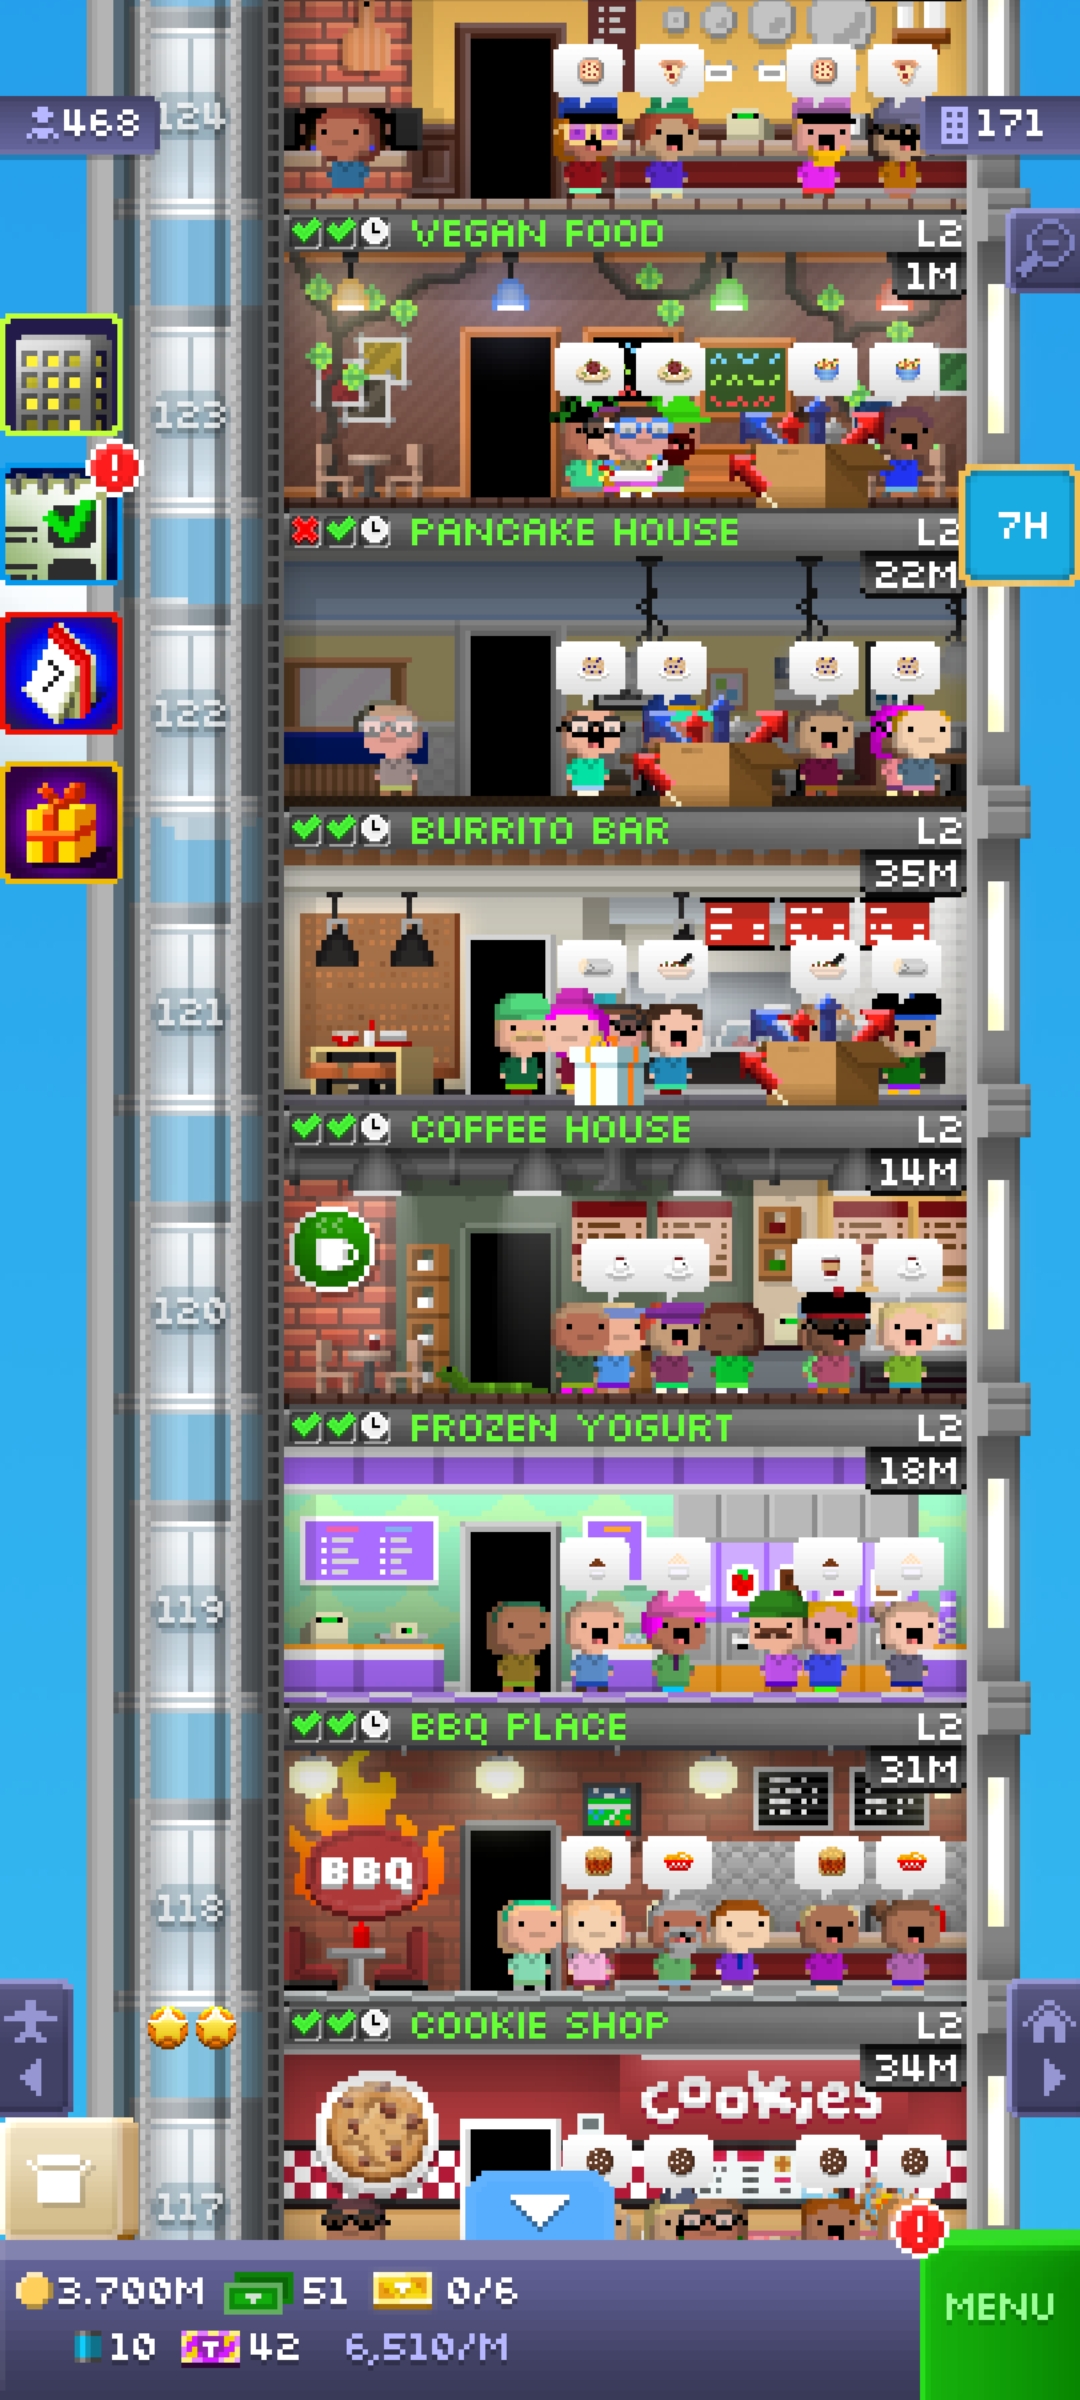 124
468
171
VEGAN FOOD L2
1M
123
PANCAKE HOUSE L2
7H
22M
122
BURRITO BAR L2
35M
121
COFFEE HOUSE L2
14M
120
FROZEN YOGURT L2
18M
119
BBQ PLACE L2
31M
BBQ
118
COOKIE SHOP L2
34M
cookies
117
3.700M 51 0/6
MENU
10 T 42 6,510/M